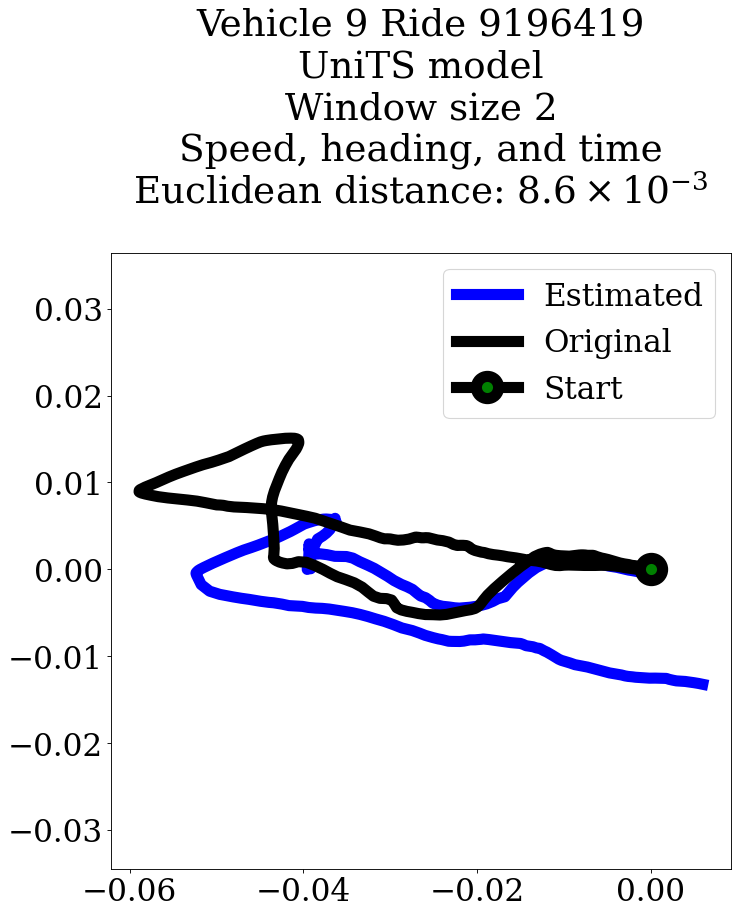 Vehicle 9 Ride 9196419
UniTS model
Window size 2
Speed, heading, and time
Euclidean distance: 8.6 × 10⁻³
Estimated
Original
Start
0.03
0.02
0.01
0.00
−0.01
−0.02
−0.03
−0.06 −0.04 −0.02 0.00